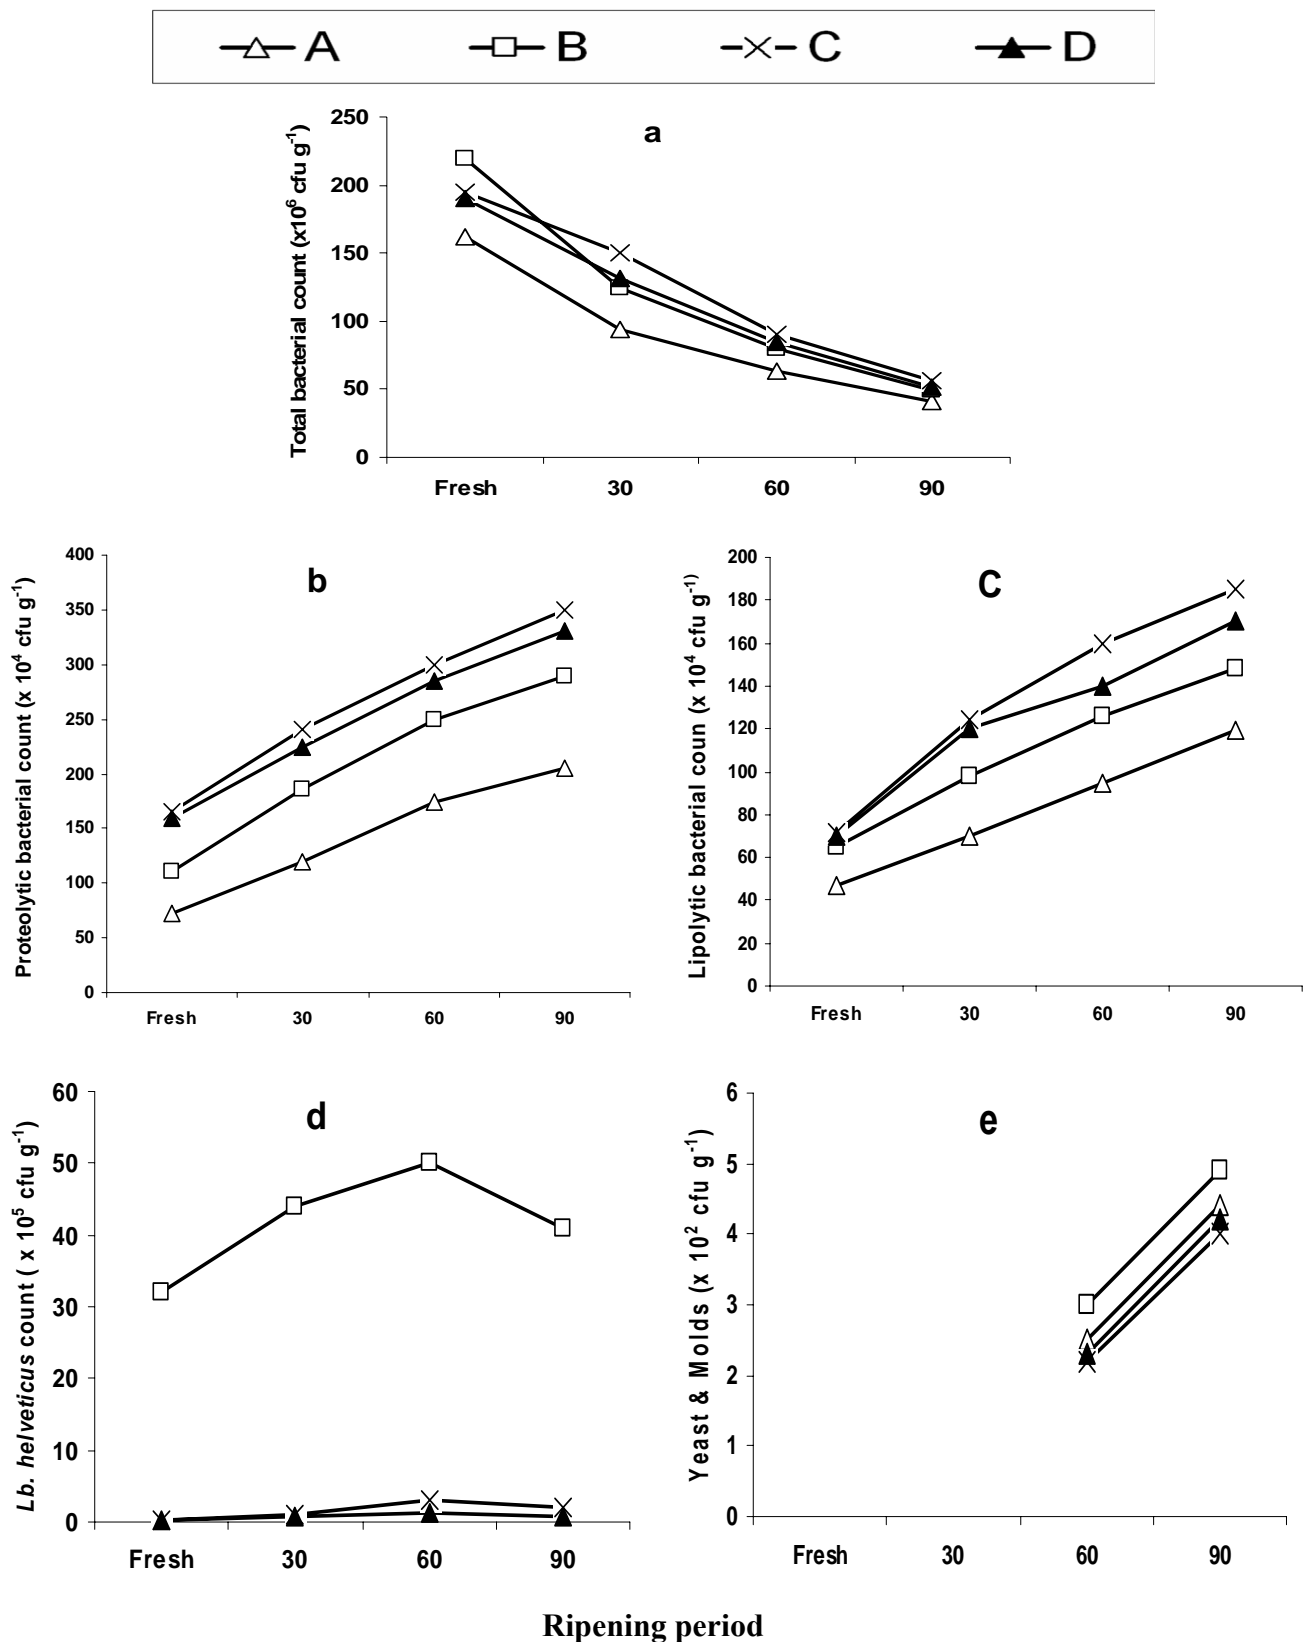 A B C D
a
Total bacterial count (x10⁶ cfu g⁻¹)
250
200
150
100
50
0
Fresh 30 60 90
b
Proteolytic bacterial count (x 10⁴ cfu g⁻¹)
400
350
300
250
200
150
100
50
0
Fresh 30 60 90
C
Lipolytic bacterial coun (x 10⁴ cfu g⁻¹⁾
200
180
160
140
120
100
80
60
40
20
0
Fresh 30 60 90
d
Lb. helveticus count ( x 10⁵ cfu g⁻¹)
60
50
40
30
20
10
0
Fresh 30 60 90
e
Yeast & Molds (x 10² cfu g⁻¹)
6
5
4
3
2
1
0
Fresh 30 60 90
Ripening period